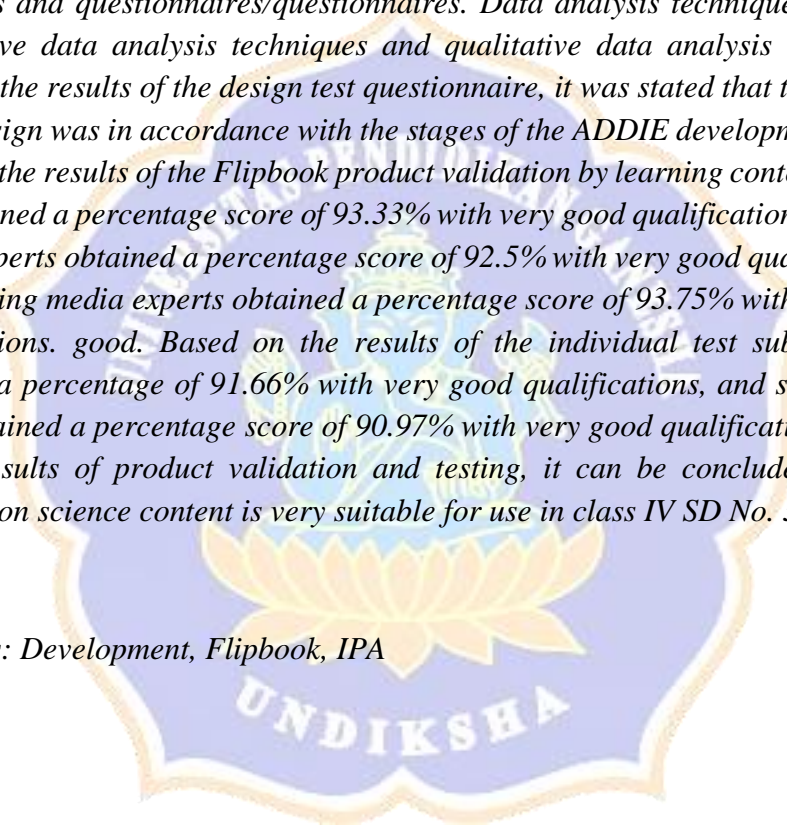 s and questionnaires/questionnaires. Data analysis technique
ve data analysis techniques and qualitative data analysis
the results of the design test questionnaire, it was stated that t
ign was in accordance with the stages of the ADDIE developm
the results of the Flipbook product validation by learning cont
ned a percentage score of 93.33% with very good qualification
perts obtained a percentage score of 92.5% with very good qua
ing media experts obtained a percentage score of 93.75% with
ions. good. Based on the results of the individual test sub
a percentage of 91.66% with very good qualifications, and s
ained a percentage score of 90.97% with very good qualificati
sults of product validation and testing, it can be conclude
on science content is very suitable for use in class IV SD No.
: Development, Flipbook, IPA
UNIVERSITAS PENDIDIKAN GANESHA
UNDIKSHA